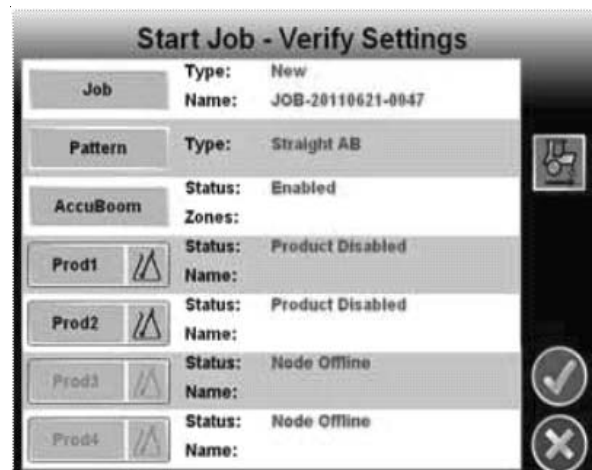 Start Job - Verify Settings
Job
Type: New
Name: JOB-20110621-0947
Pattern
Type: Straight AB
AccuBoom
Status: Enabled
Zones:
Prod1
Status: Product Disabled
Name:
Prod2
Status: Product Disabled
Name:
Prod3
Status: Node Offline
Name:
Prod4
Status: Node Offline
Name: